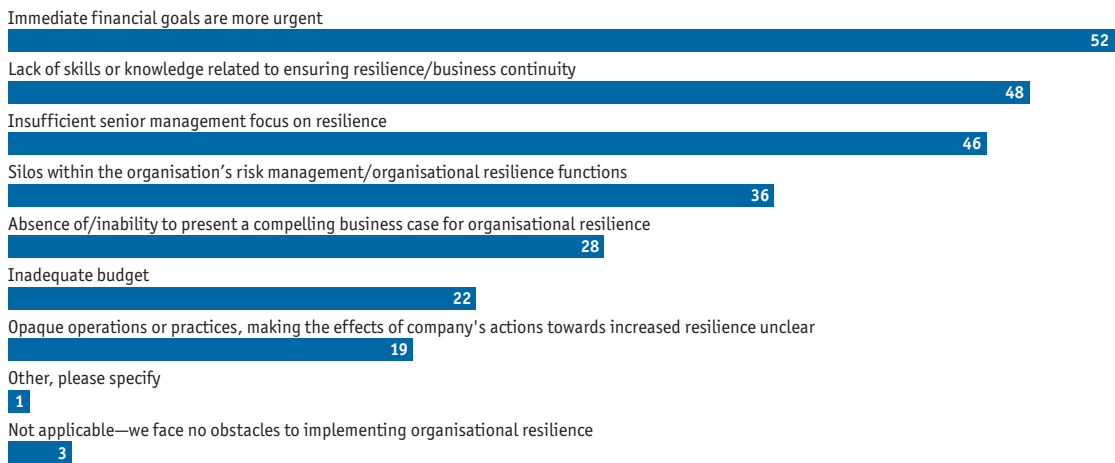 Immediate financial goals are more urgent
52
Lack of skills or knowledge related to ensuring resilience/business continuity
48
Insufficient senior management focus on resilience
46
Silos within the organisation’s risk management/organisational resilience functions
36
Absence of/inability to present a compelling business case for organisational resilience
28
Inadequate budget
22
Opaque operations or practices, making the effects of company's actions towards increased resilience unclear
19
Other, please specify
1
Not applicable—we face no obstacles to implementing organisational resilience
3